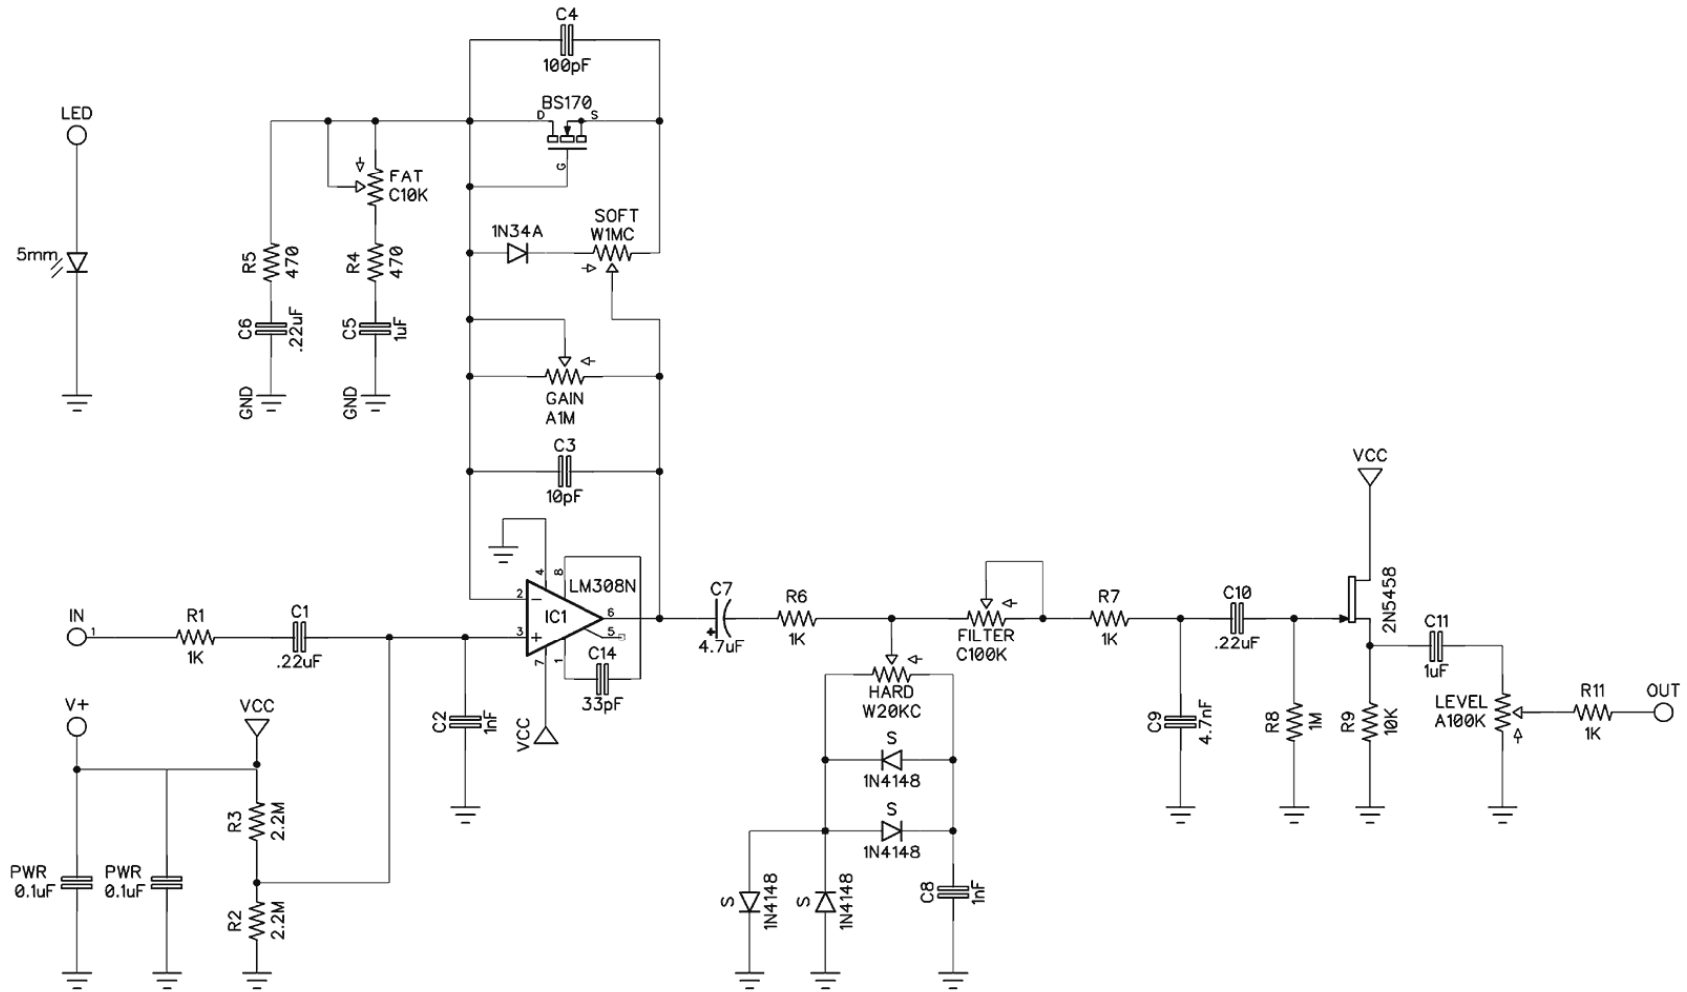 C4
100pF
BS170
D
S
G
LED
5mm
FAT
C10K
SOFT
W1MC
1N34A
R5
470
R4
470
C6
.22uF
C5
1uF
GND
GND
GAIN
A1M
C3
10pF
4
8
LM308N
2
IC1
6
3
5
7
1
C14
33pF
VCC
IN
1
R1
1K
C1
.22uF
C2
1nF
C7
4.7uF
R6
1K
FILTER
C100K
R7
1K
HARD
W20KC
S
1N4148
S
1N4148
S
1N4148
S
1N4148
C8
1nF
C9
4.7nF
C10
.22uF
R8
1M
VCC
2N5458
R9
10K
C11
1uF
LEVEL
A100K
R11
1K
OUT
V+
VCC
PWR
0.1uF
PWR
0.1uF
R3
2.2M
R2
2.2M